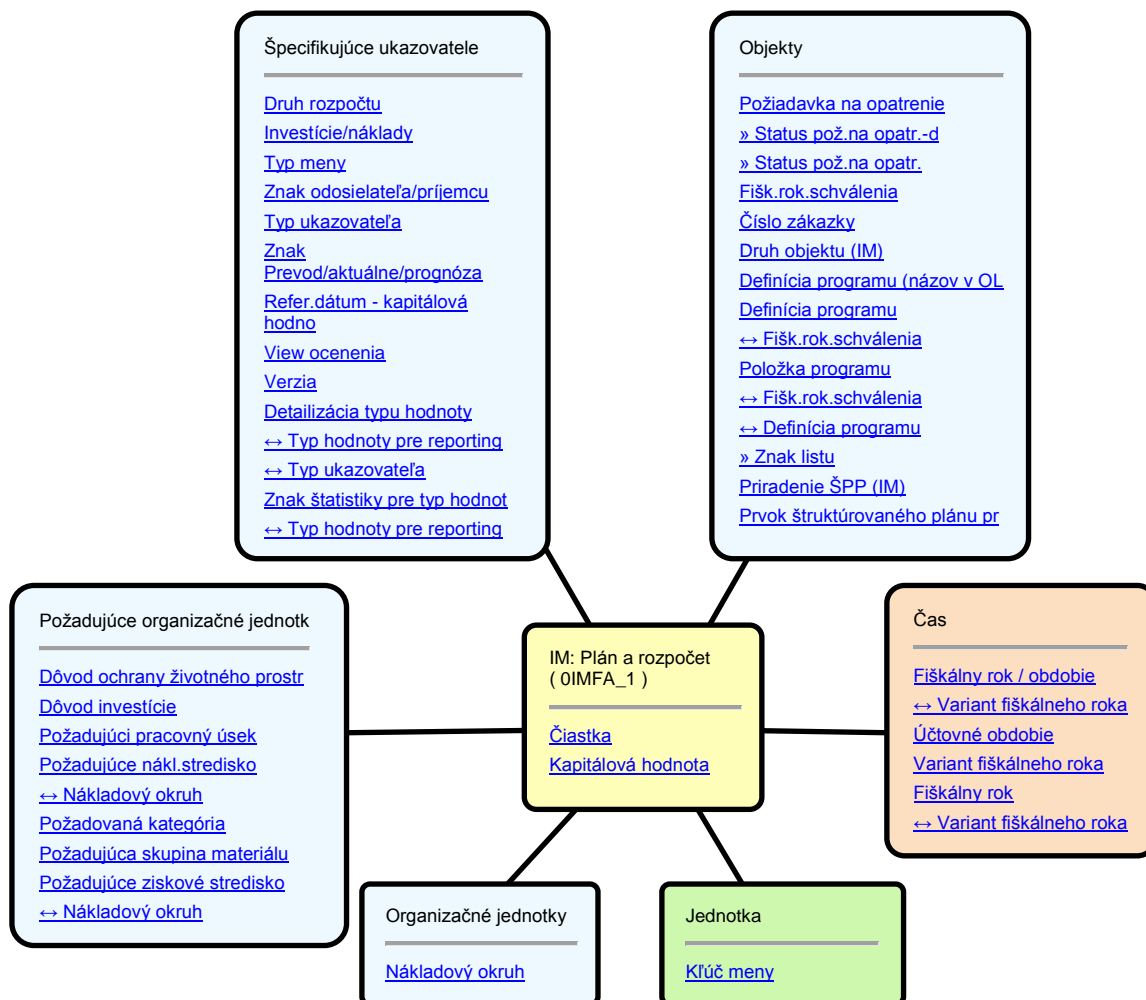 Špecifikujúce ukazovatele
Druh rozpočtu
Investície/náklady
Typ meny
Znak odosielateľa/príjemcu
Typ ukazovateľa
Znak
Prevod/aktuálne/prognóza
Refer.dátum - kapitálová
hodno
View ocenenia
Verzia
Detailizácia typu hodnoty
↔ Typ hodnoty pre reporting
↔ Typ ukazovateľa
Znak štatistiky pre typ hodnot
↔ Typ hodnoty pre reporting
Objekty
Požiadavka na opatrenie
» Status pož.na opatr.-d
» Status pož.na opatr.
Fišk.rok.schválenia
Číslo zákazky
Druh objektu (IM)
Definícia programu (názov v OL
Definícia programu
↔ Fišk.rok.schválenia
Položka programu
↔ Fišk.rok.schválenia
↔ Definícia programu
» Znak listu
Priradenie ŠPP (IM)
Prvok štruktúrovaného plánu pr
Požadujúce organizačné jednotk
Dôvod ochrany životného prostr
Dôvod investície
Požadujúci pracovný úsek
Požadujúce nákl.stredisko
↔ Nákladový okruh
Požadovaná kategória
Požadujúca skupina materiálu
Požadujúce ziskové stredisko
↔ Nákladový okruh
IM: Plán a rozpočet
( 0IMFA_1 )
Čiastka
Kapitálová hodnota
Čas
Fiškálny rok / obdobie
↔ Variant fiškálneho roka
Účtovné obdobie
Variant fiškálneho roka
Fiškálny rok
↔ Variant fiškálneho roka
Organizačné jednotky
Nákladový okruh
Jednotka
Kľúč meny